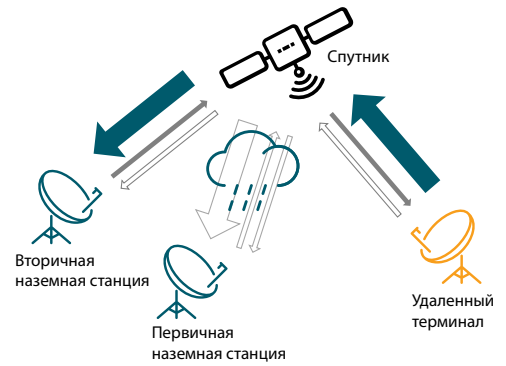 Спутник
Вторичная
наземная станция
Первичная
наземная станция
Удаленный
терминал